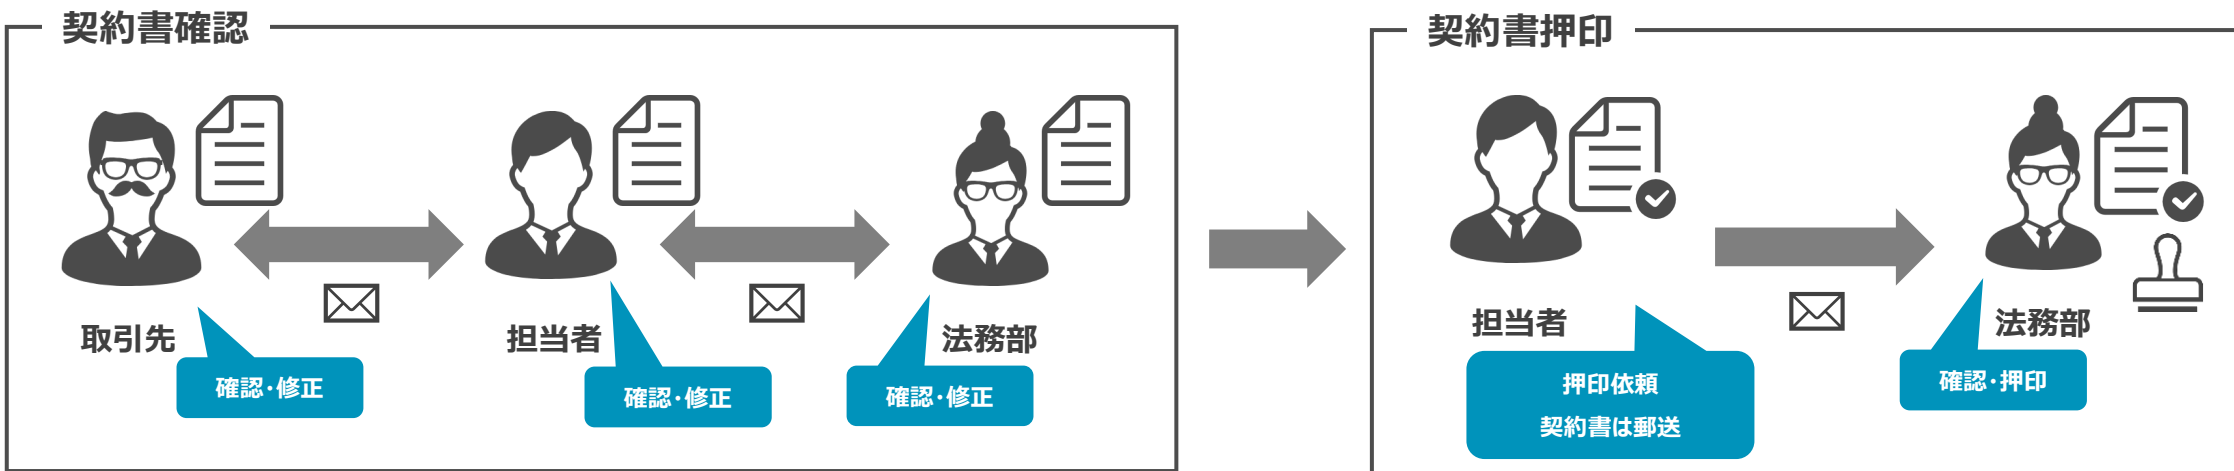 契約書確認
契約書押印
取引先
担当者
法務部
担当者
法務部
確認・修正
確認・修正
確認・修正
押印依頼
契約書は郵送
確認・押印